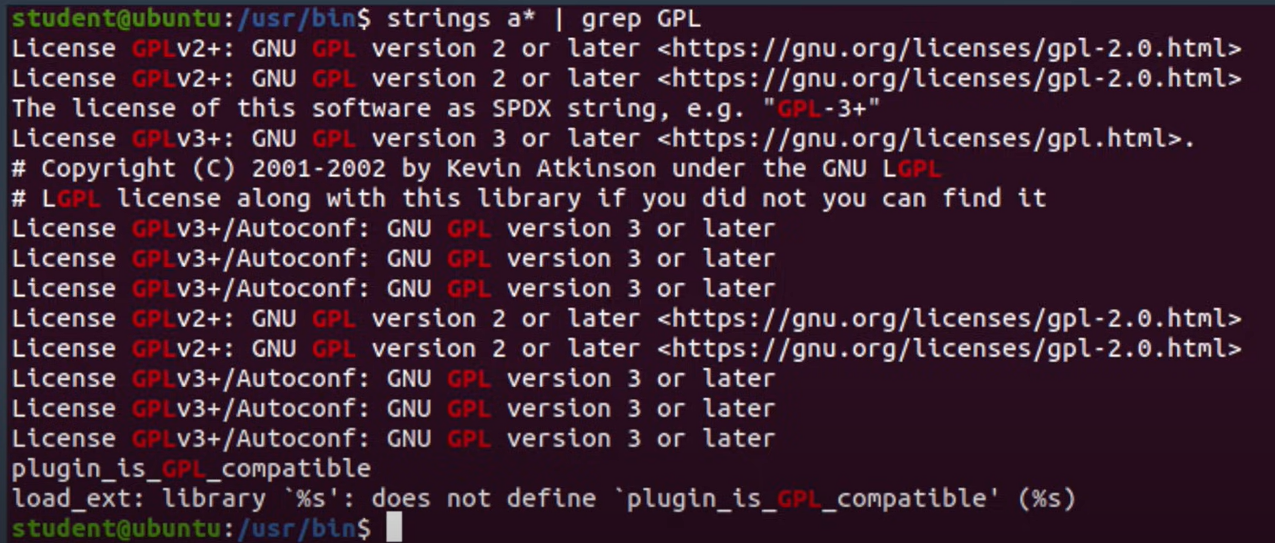 student@ubuntu:/usr/bin$ strings a* | grep GPL
License GPLv2+: GNU GPL version 2 or later <https://gnu.org/licenses/gpl-2.0.html>
License GPLv2+: GNU GPL version 2 or later <https://gnu.org/licenses/gpl-2.0.html>
The license of this software as SPDX string, e.g. "GPL-3+"
License GPLv3+: GNU GPL version 3 or later <https://gnu.org/licenses/gpl.html>.
# Copyright (C) 2001-2002 by Kevin Atkinson under the GNU LGPL
# LGPL license along with this library if you did not you can find it
License GPLv3+/Autoconf: GNU GPL version 3 or later
License GPLv3+/Autoconf: GNU GPL version 3 or later
License GPLv3+/Autoconf: GNU GPL version 3 or later
License GPLv2+: GNU GPL version 2 or later <https://gnu.org/licenses/gpl-2.0.html>
License GPLv2+: GNU GPL version 2 or later <https://gnu.org/licenses/gpl-2.0.html>
License GPLv3+/Autoconf: GNU GPL version 3 or later
License GPLv3+/Autoconf: GNU GPL version 3 or later
License GPLv3+/Autoconf: GNU GPL version 3 or later
plugin_is_GPL_compatible
load_ext: library `%s': does not define `plugin_is_GPL_compatible' (%s)
student@ubuntu:/usr/bin$